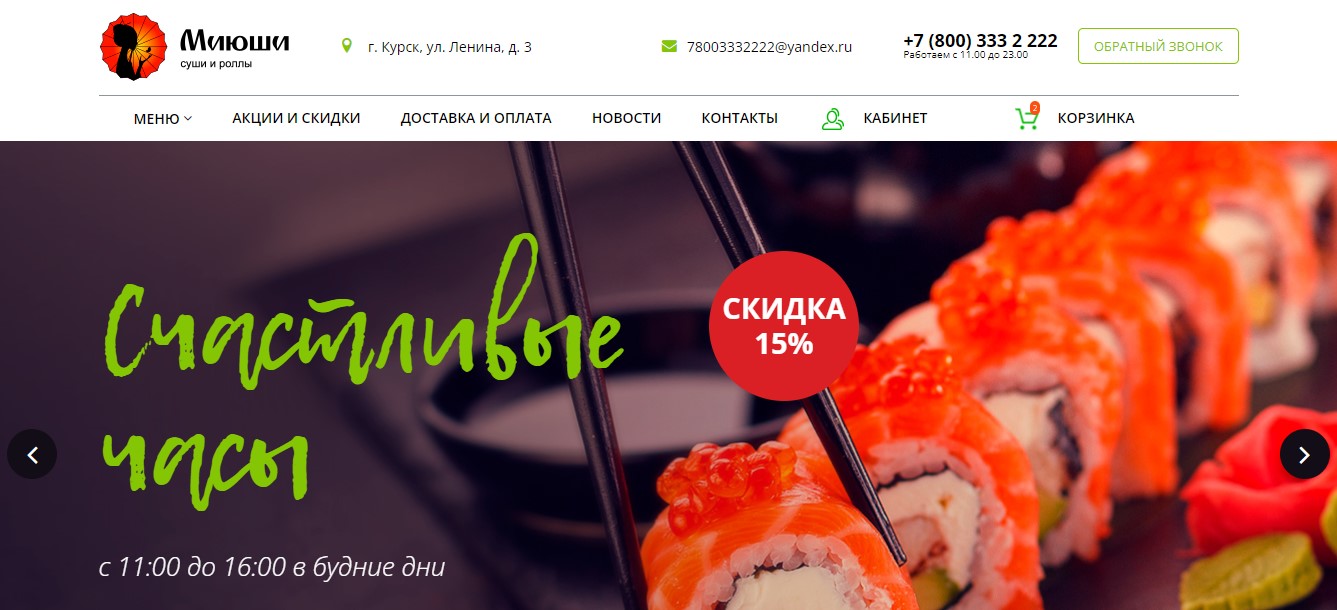 Миюши
суши и роллы
г. Курск, ул. Ленина, д. 3
78003332222@yandex.ru
+7 (800) 333 2 222
Работаем с 11.00 до 23.00
ОБРАТНЫЙ ЗВОНОК
МЕНЮ
АКЦИИ И СКИДКИ
ДОСТАВКА И ОПЛАТА
НОВОСТИ
КОНТАКТЫ
КАБИНЕТ
2
КОРЗИНКА
Счастливые
часы
СКИДКА
15%
с 11:00 до 16:00 в будние дни